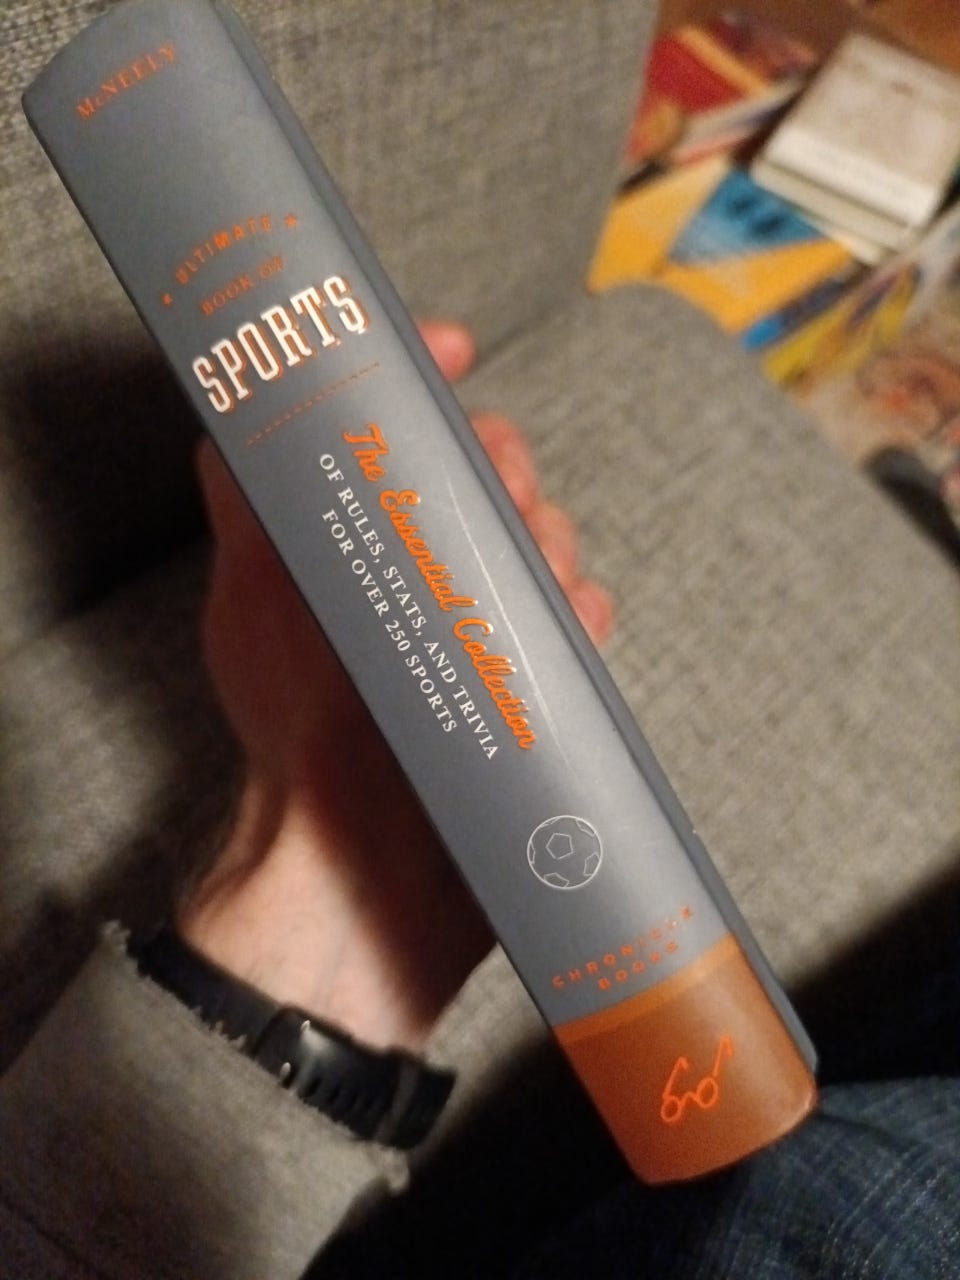 McNEELY
ULTIMATE
BOOK OF
SPORTS
The Essential Collection
OF RULES, STATS, AND TRIVIA
FOR OVER 250 SPORTS
CHRONICLE
BOOKS